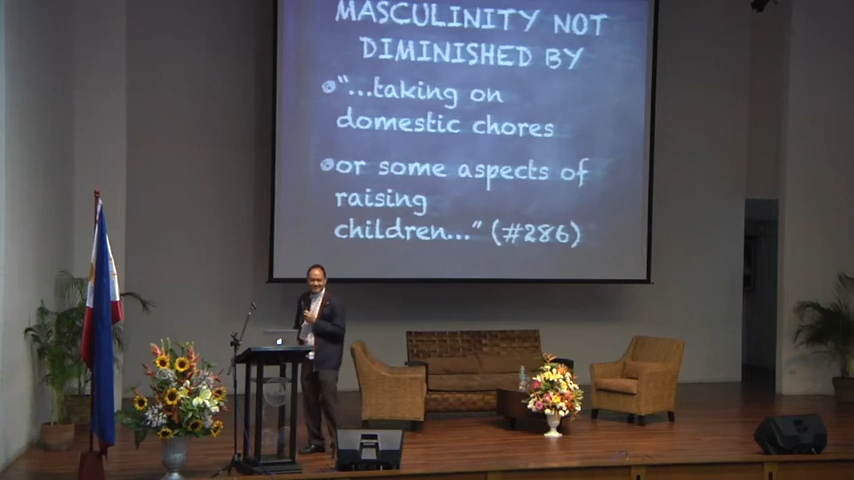 MASCULINITY NOT
DIMINISHED BY
"...taking on
domestic chores
or some aspects of
raising
children..." (#286)